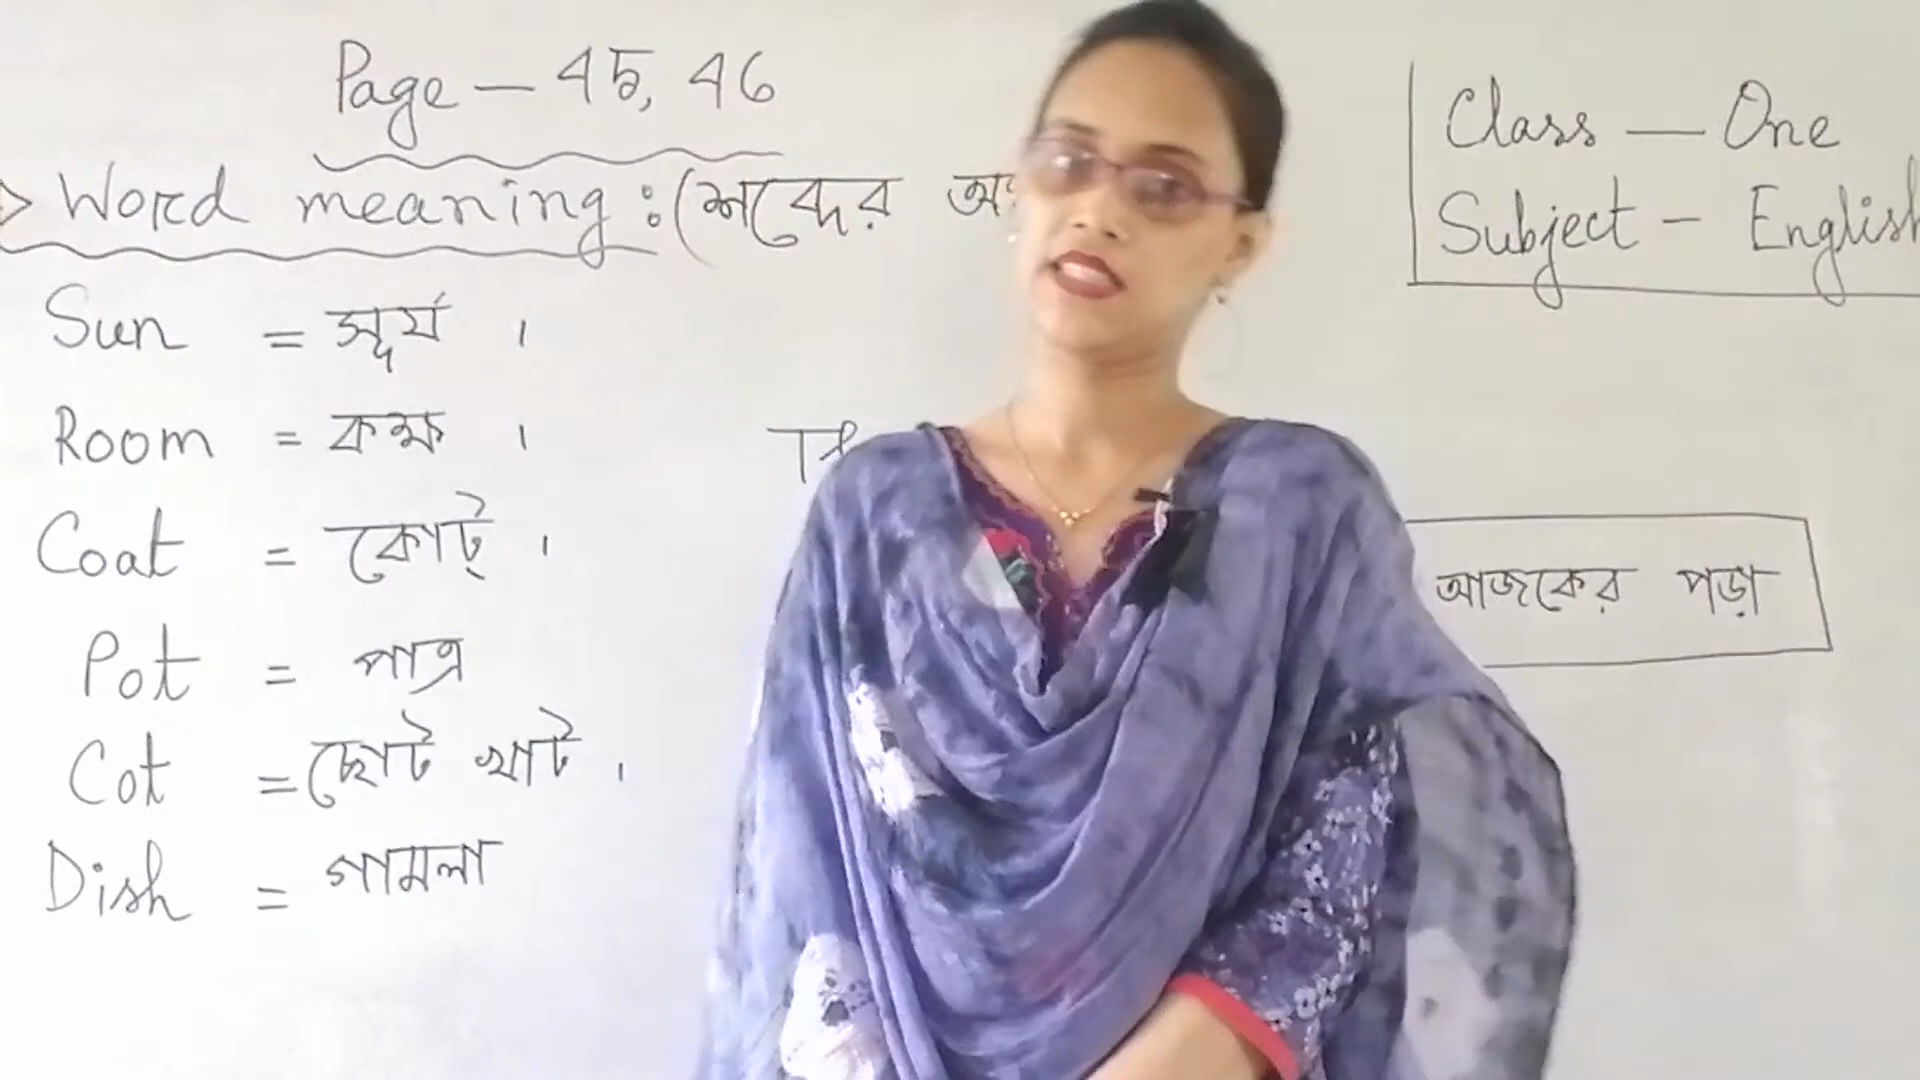 Page – 45, 46
Word meaning : (শব্দের
Sun = সূর্য ।
Room = কক্ষ ।
Coat = কোট্ ।
Pot = পাত্র
Cot = ছোট খাট ।
Dish = গামলা
Class — One
Subject – English
আজকের পড়া